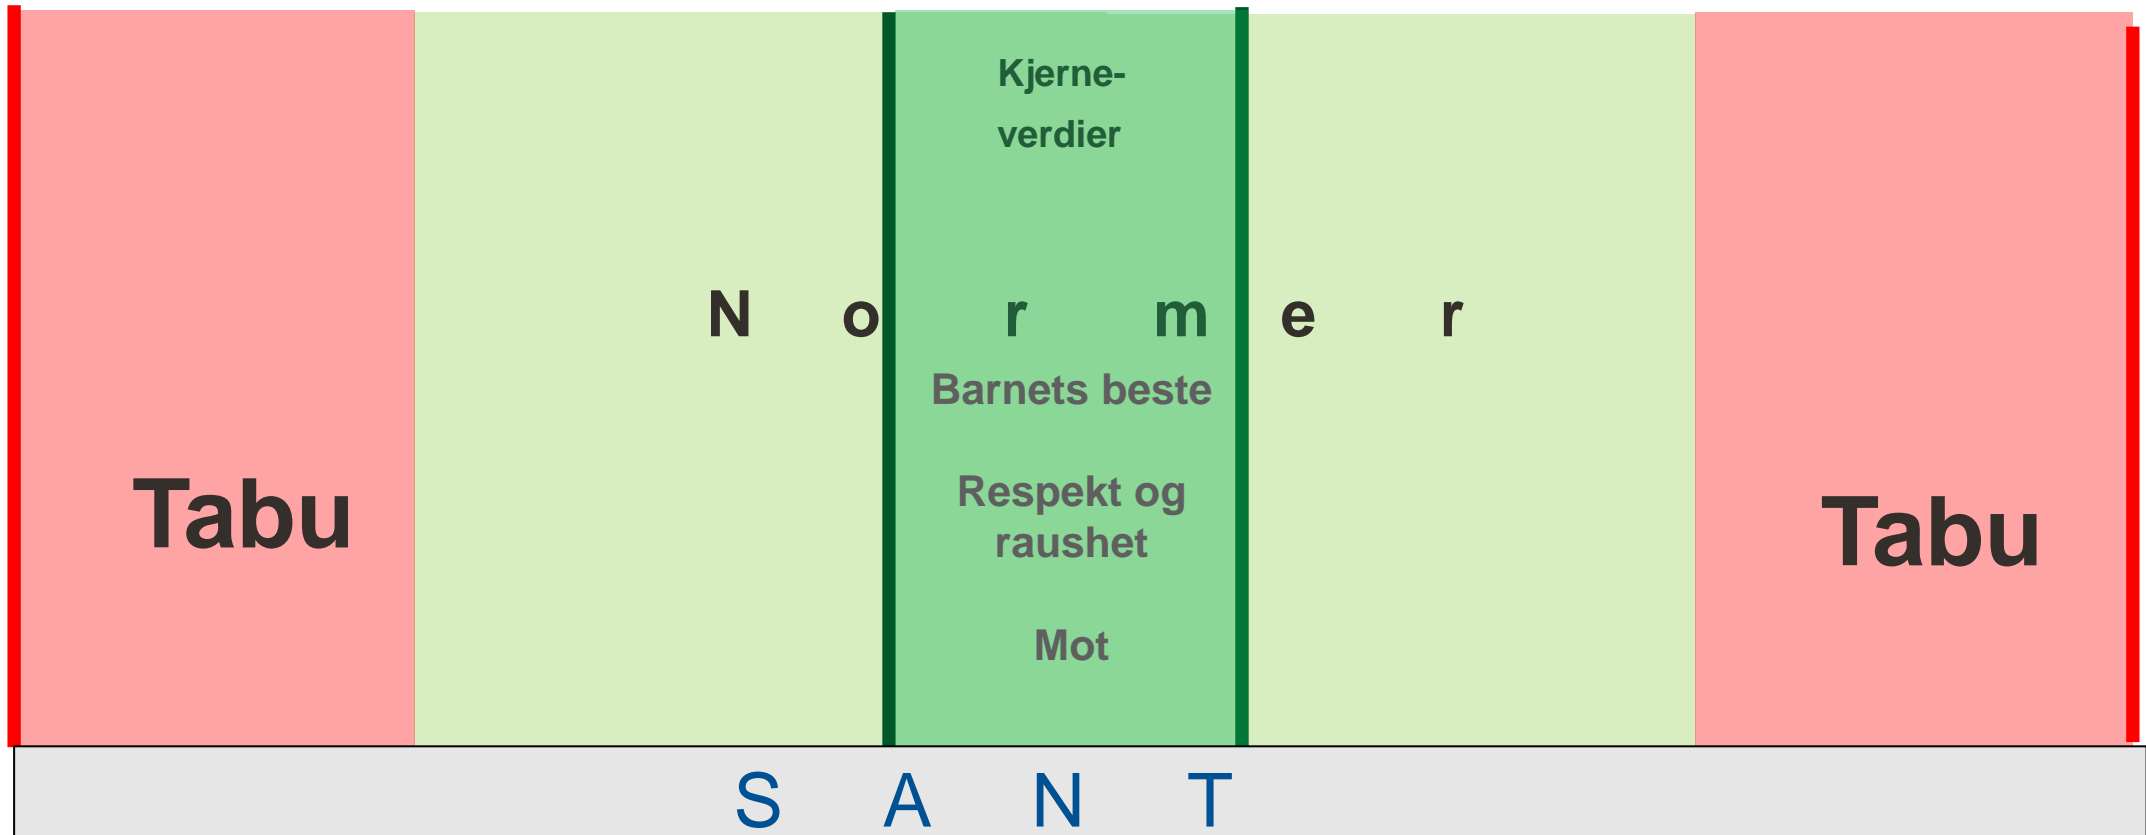 Kjerne-
verdier
N o r m e r
Barnets beste
Respekt og
raushet
Mot
Tabu
Tabu
S A N T